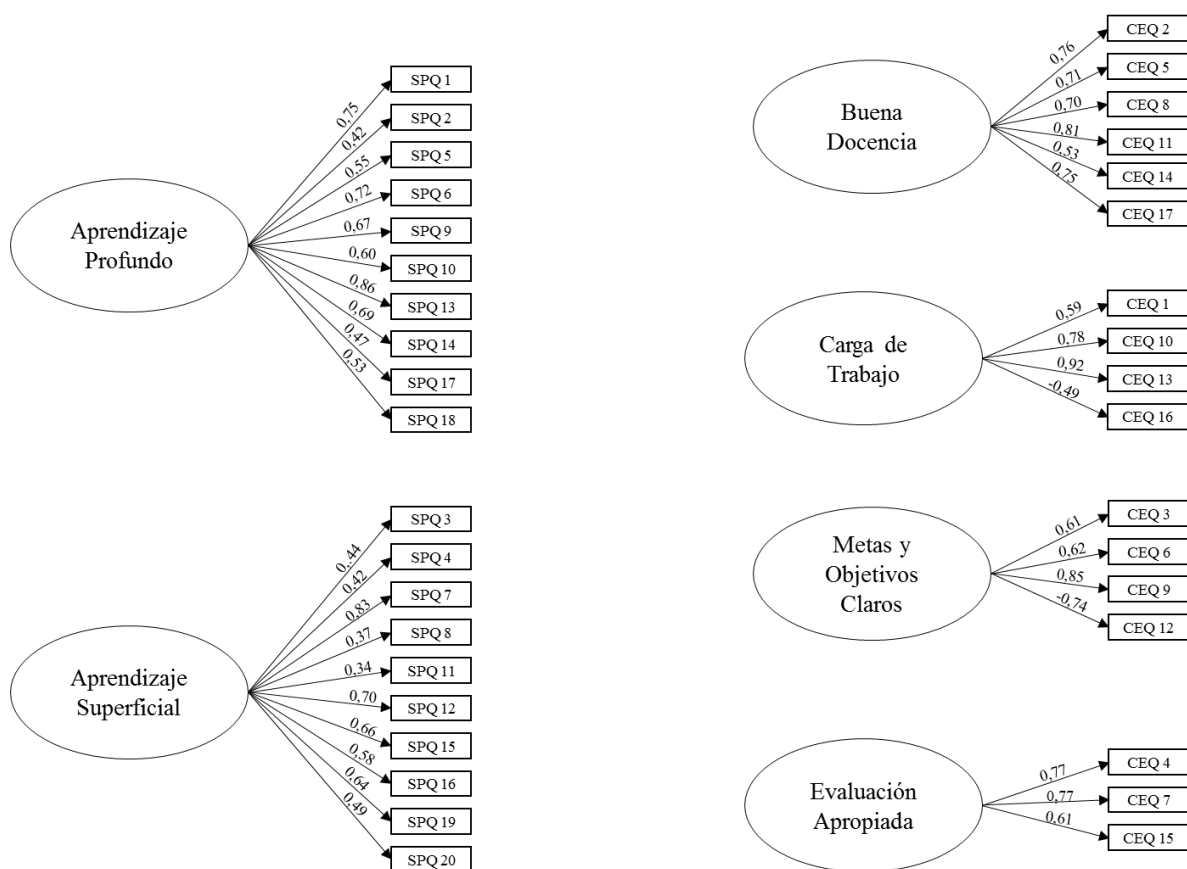 Aprendizaje
Profundo
0,75
0,42
0,55
0,72
0,67
0,60
0,86
0,69
0,47
0,53
SPQ 1
SPQ 2
SPQ 5
SPQ 6
SPQ 9
SPQ 10
SPQ 13
SPQ 14
SPQ 17
SPQ 18
Aprendizaje
Superficial
0,44
0,42
0,83
0,37
0,34
0,70
0,66
0,58
0,64
0,49
SPQ 3
SPQ 4
SPQ 7
SPQ 8
SPQ 11
SPQ 12
SPQ 15
SPQ 16
SPQ 19
SPQ 20
Buena
Docencia
0,76
0,71
0,70
0,81
0,53
0,75
CEQ 2
CEQ 5
CEQ 8
CEQ 11
CEQ 14
CEQ 17
Carga de
Trabajo
0,59
0,78
0,92
-0,49
CEQ 1
CEQ 10
CEQ 13
CEQ 16
Metas y
Objetivos
Claros
0,61
0,62
0,85
-0,74
CEQ 3
CEQ 6
CEQ 9
CEQ 12
Evaluación
Apropiada
0,77
0,77
0,61
CEQ 4
CEQ 7
CEQ 15